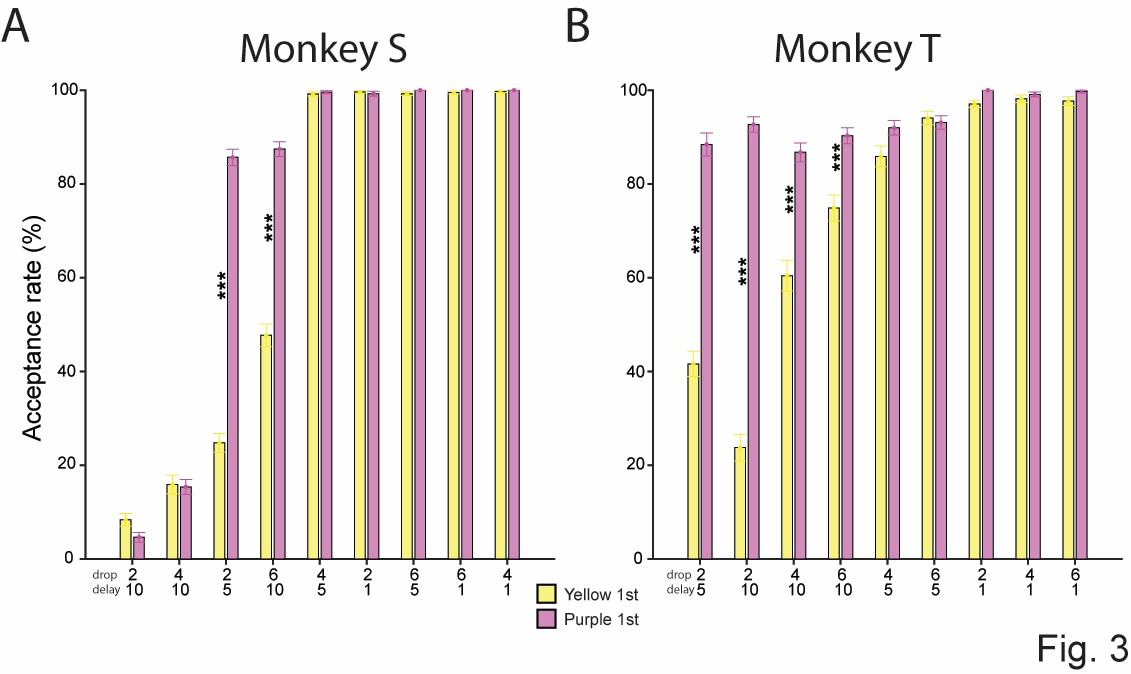 A
Monkey S
B
Monkey T
Acceptance rate (%)
100
80
60
40
20
0
***
***
drop 2 4 2 6 4 2 6 6 4
delay 10 10 5 10 5 1 5 1 1
100
80
60
40
20
0
***
***
***
***
drop 2 2 4 6 4 6 2 4 6
delay 5 10 10 10 5 5 1 1 1
Yellow 1st
Purple 1st
Fig. 3